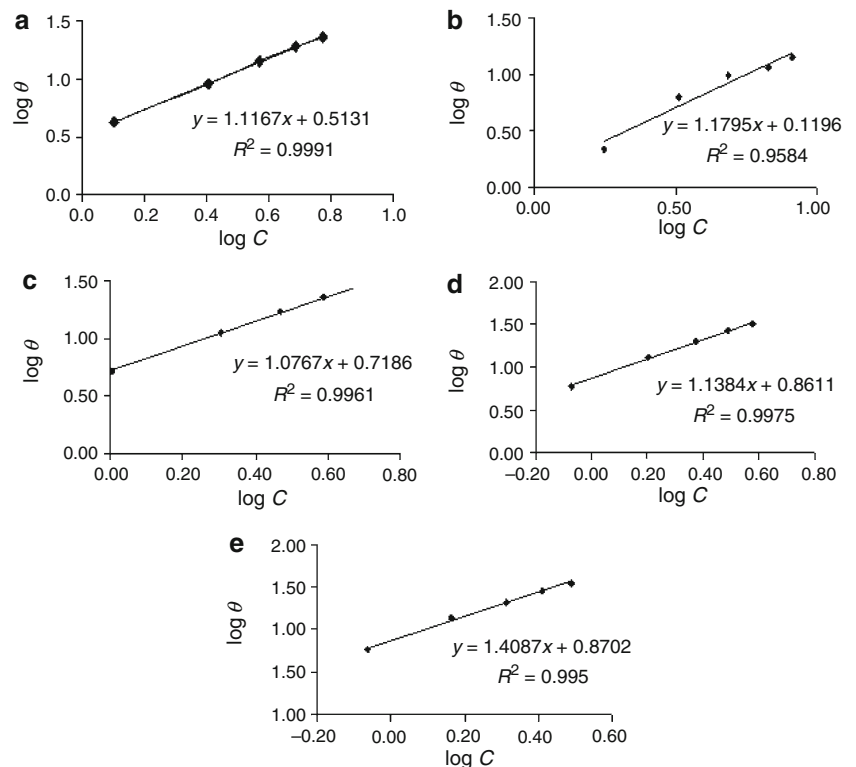 a
1.5
1.0
0.5
0.0
log θ
y = 1.1167x + 0.5131
R² = 0.9991
0.0 0.2 0.4 0.6 0.8 1.0
log C
b
1.50
1.00
0.50
0.00
log θ
y = 1.1795x + 0.1196
R² = 0.9584
0.00 0.50 1.00
log C
c
1.50
1.00
0.50
0.00
log θ
y = 1.0767x + 0.7186
R² = 0.9961
0.00 0.20 0.40 0.60 0.80
log C
d
2.00
1.50
1.00
0.50
0.00
log θ
y = 1.1384x + 0.8611
R² = 0.9975
–0.20 0.00 0.20 0.40 0.60 0.80
log C
e
2.00
1.50
1.00
1.00
1.00
log θ
y = 1.4087x + 0.8702
R² = 0.995
–0.20 0.00 0.20 0.40 0.60
log C